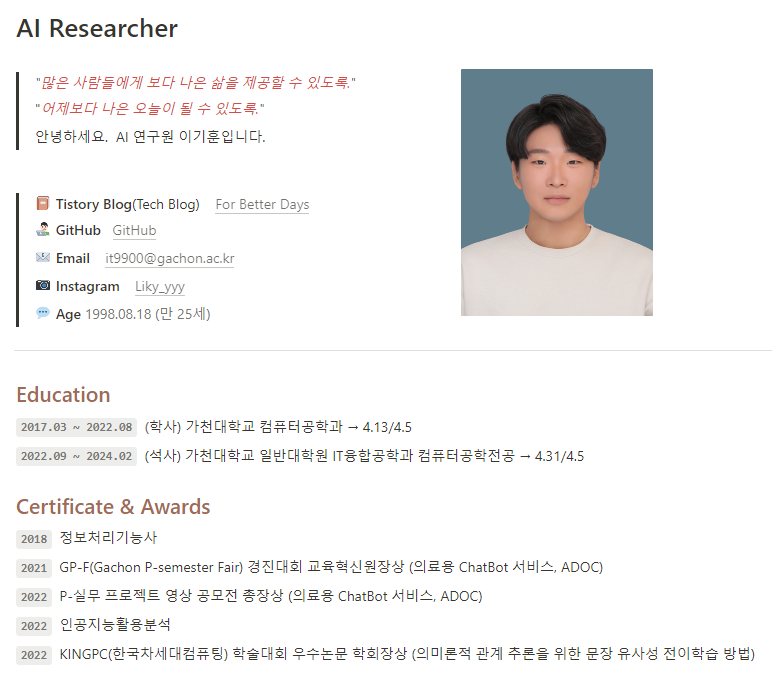 AI Researcher
"많은 사람들에게 보다 나은 삶을 제공할 수 있도록."
"어제보다 나은 오늘이 될 수 있도록."
안녕하세요. AI 연구원 이기훈입니다.
Tistory Blog(Tech Blog) For Better Days
GitHub GitHub
Email it9900@gachon.ac.kr
Instagram Liky_yyy
Age 1998.08.18 (만 25세)
Education
2017.03 ~ 2022.08 (학사) 가천대학교 컴퓨터공학과 → 4.13/4.5
2022.09 ~ 2024.02 (석사) 가천대학교 일반대학원 IT융합공학과 컴퓨터공학전공 → 4.31/4.5
Certificate & Awards
2018 정보처리기능사
2021 GP-F(Gachon P-semester Fair) 경진대회 교육혁신원장상 (의료용 ChatBot 서비스, ADOC)
2022 P-실무 프로젝트 영상 공모전 총장상 (의료용 ChatBot 서비스, ADOC)
2022 인공지능활용분석
2022 KINGPC(한국차세대컴퓨팅) 학술대회 우수논문 학회장상 (의미론적 관계 추론을 위한 문장 유사성 전이학습 방법)